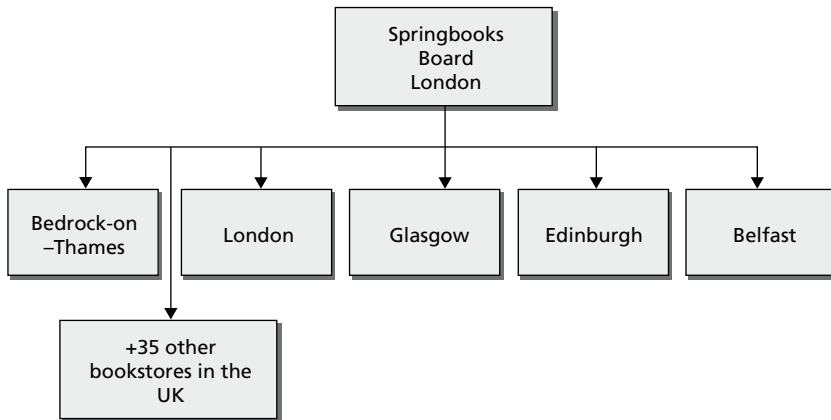 Springbooks
Board
London
Bedrock-on
–Thames
London
Glasgow
Edinburgh
Belfast
+35 other
bookstores in the
UK